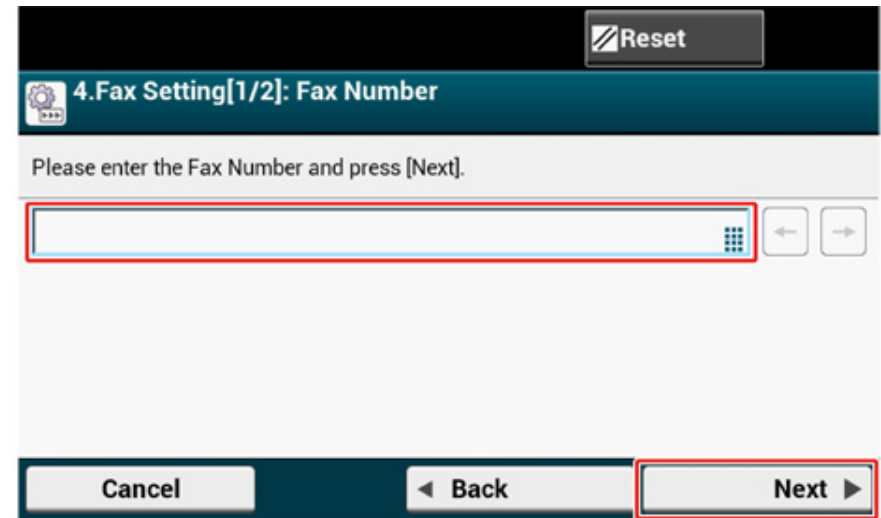 Reset
4.Fax Setting[1/2]: Fax Number
Please enter the Fax Number and press [Next].
Cancel
Back
Next